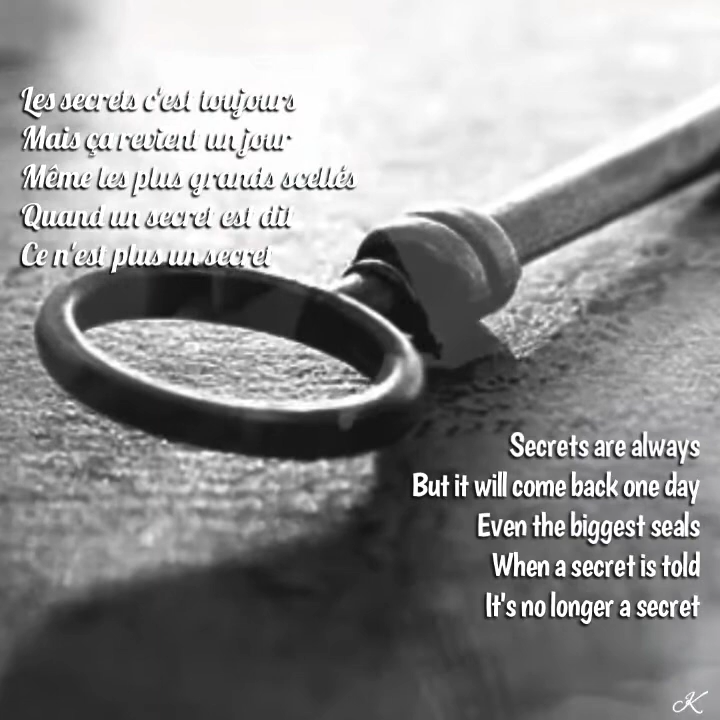 Les secrets c'est toujours
Mais ça revient un jour
Même les plus grands scellés
Quand un secret est dit
Ce n'est plus un secret
Secrets are always
But it will come back one day
Even the biggest seals
When a secret is told
It's no longer a secret
K